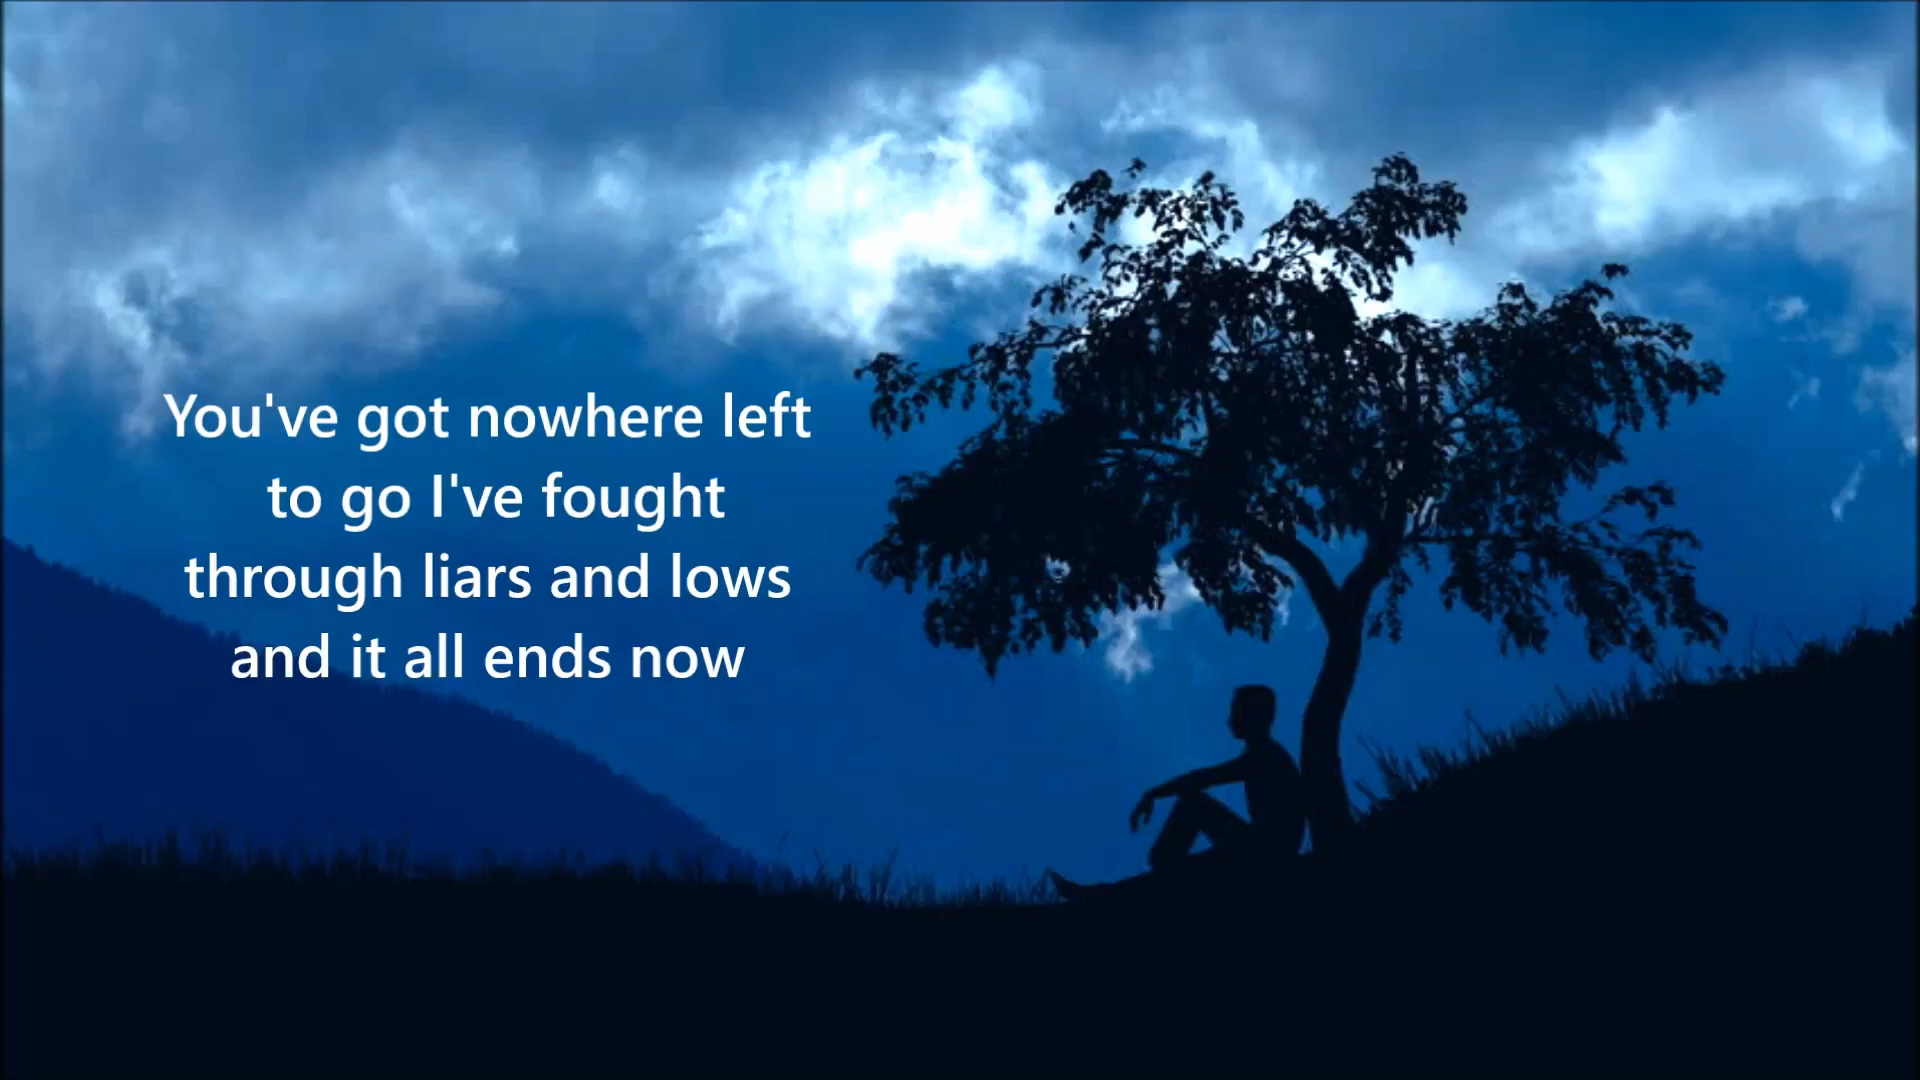 You've got nowhere left
to go I've fought
through liars and lows
and it all ends now